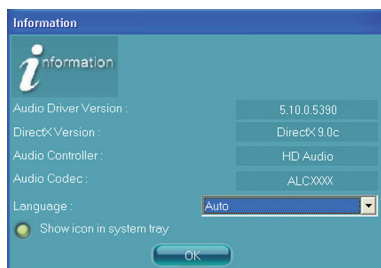 Information
information
Audio Driver Version : 5.10.0.5390
DirectX Version : DirectX 9.0c
Audio Controller : HD Audio
Audio Codec : ALCXXXX
Language : Auto
Show icon in system tray
OK